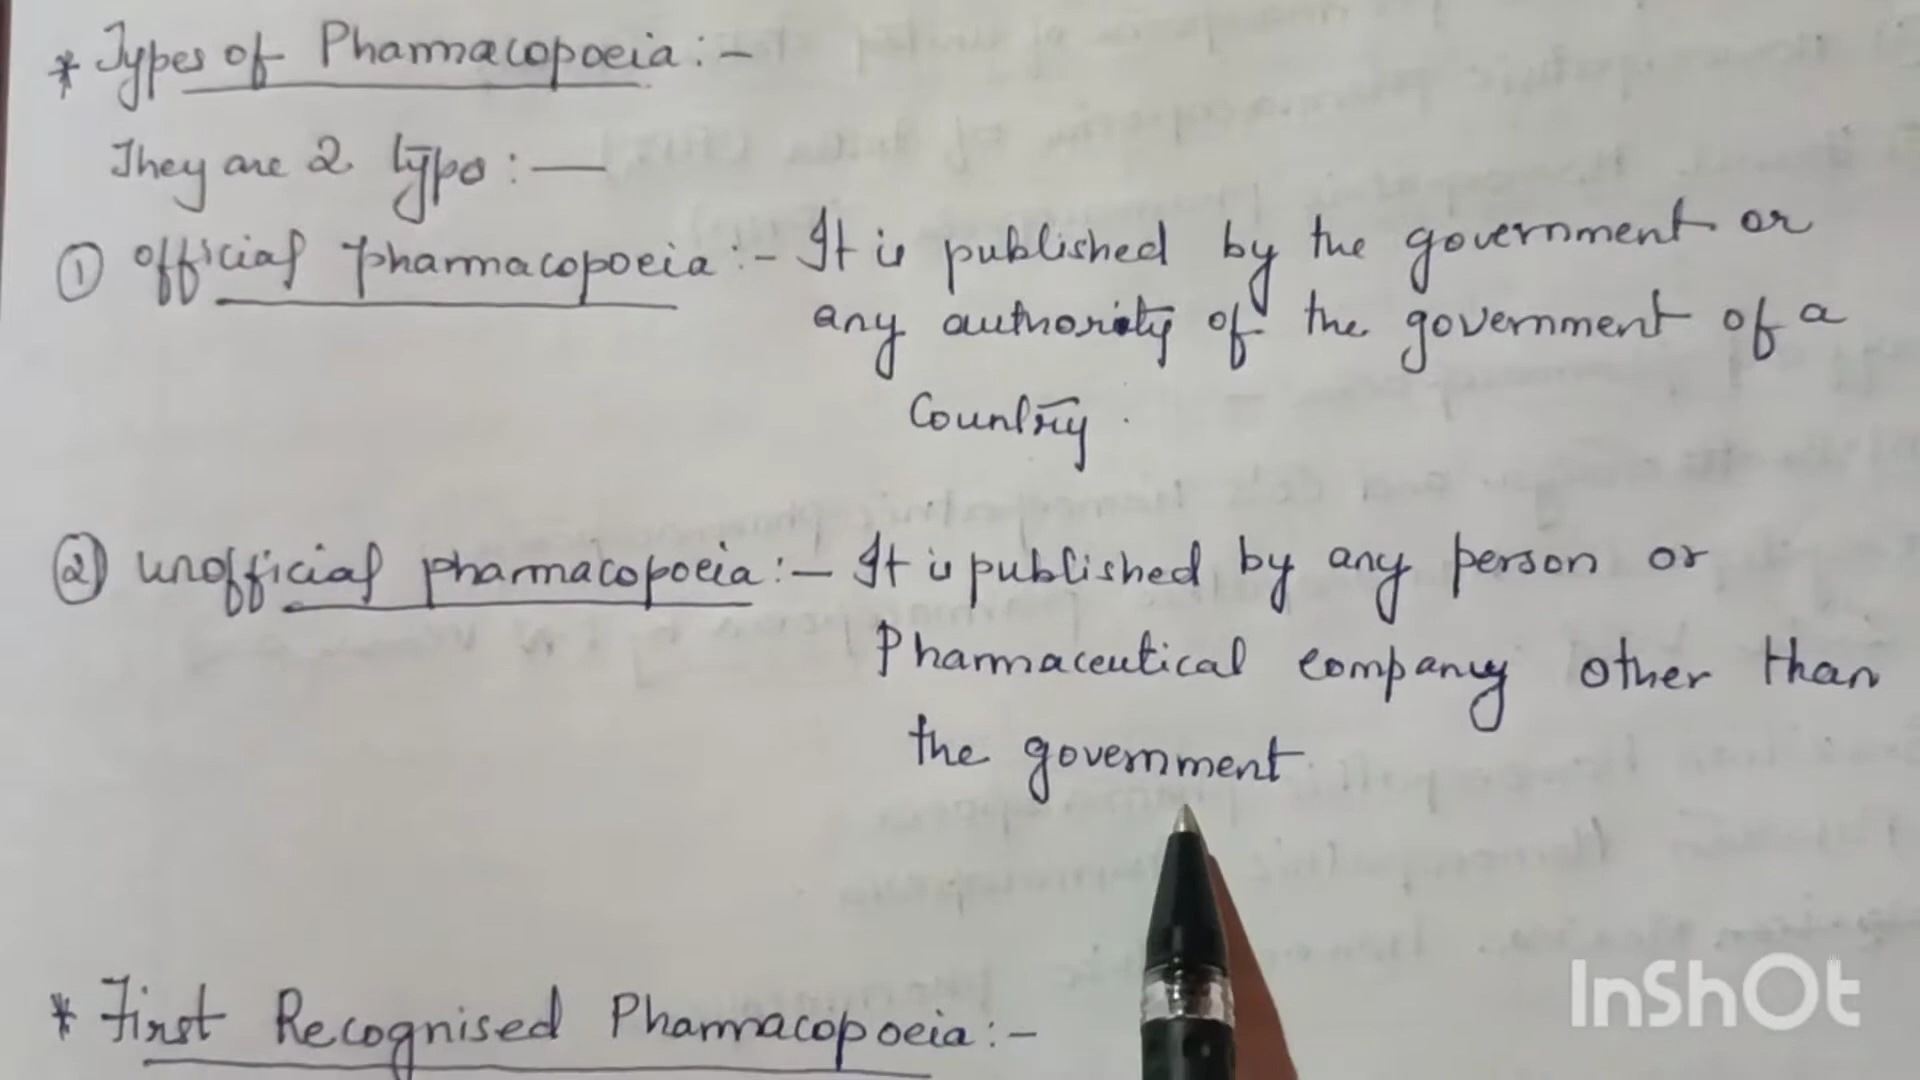 * Types of Pharmacopoeia :-
They are 2 type : —
① official pharmacopoeia :- It is published by the government or
any authority of the government of a
Country .
② unofficial pharmacopoeia :- It is published by any person or
Pharmaceutical company other than
the government
* First Recognised Pharmacopoeia :-
InShOt